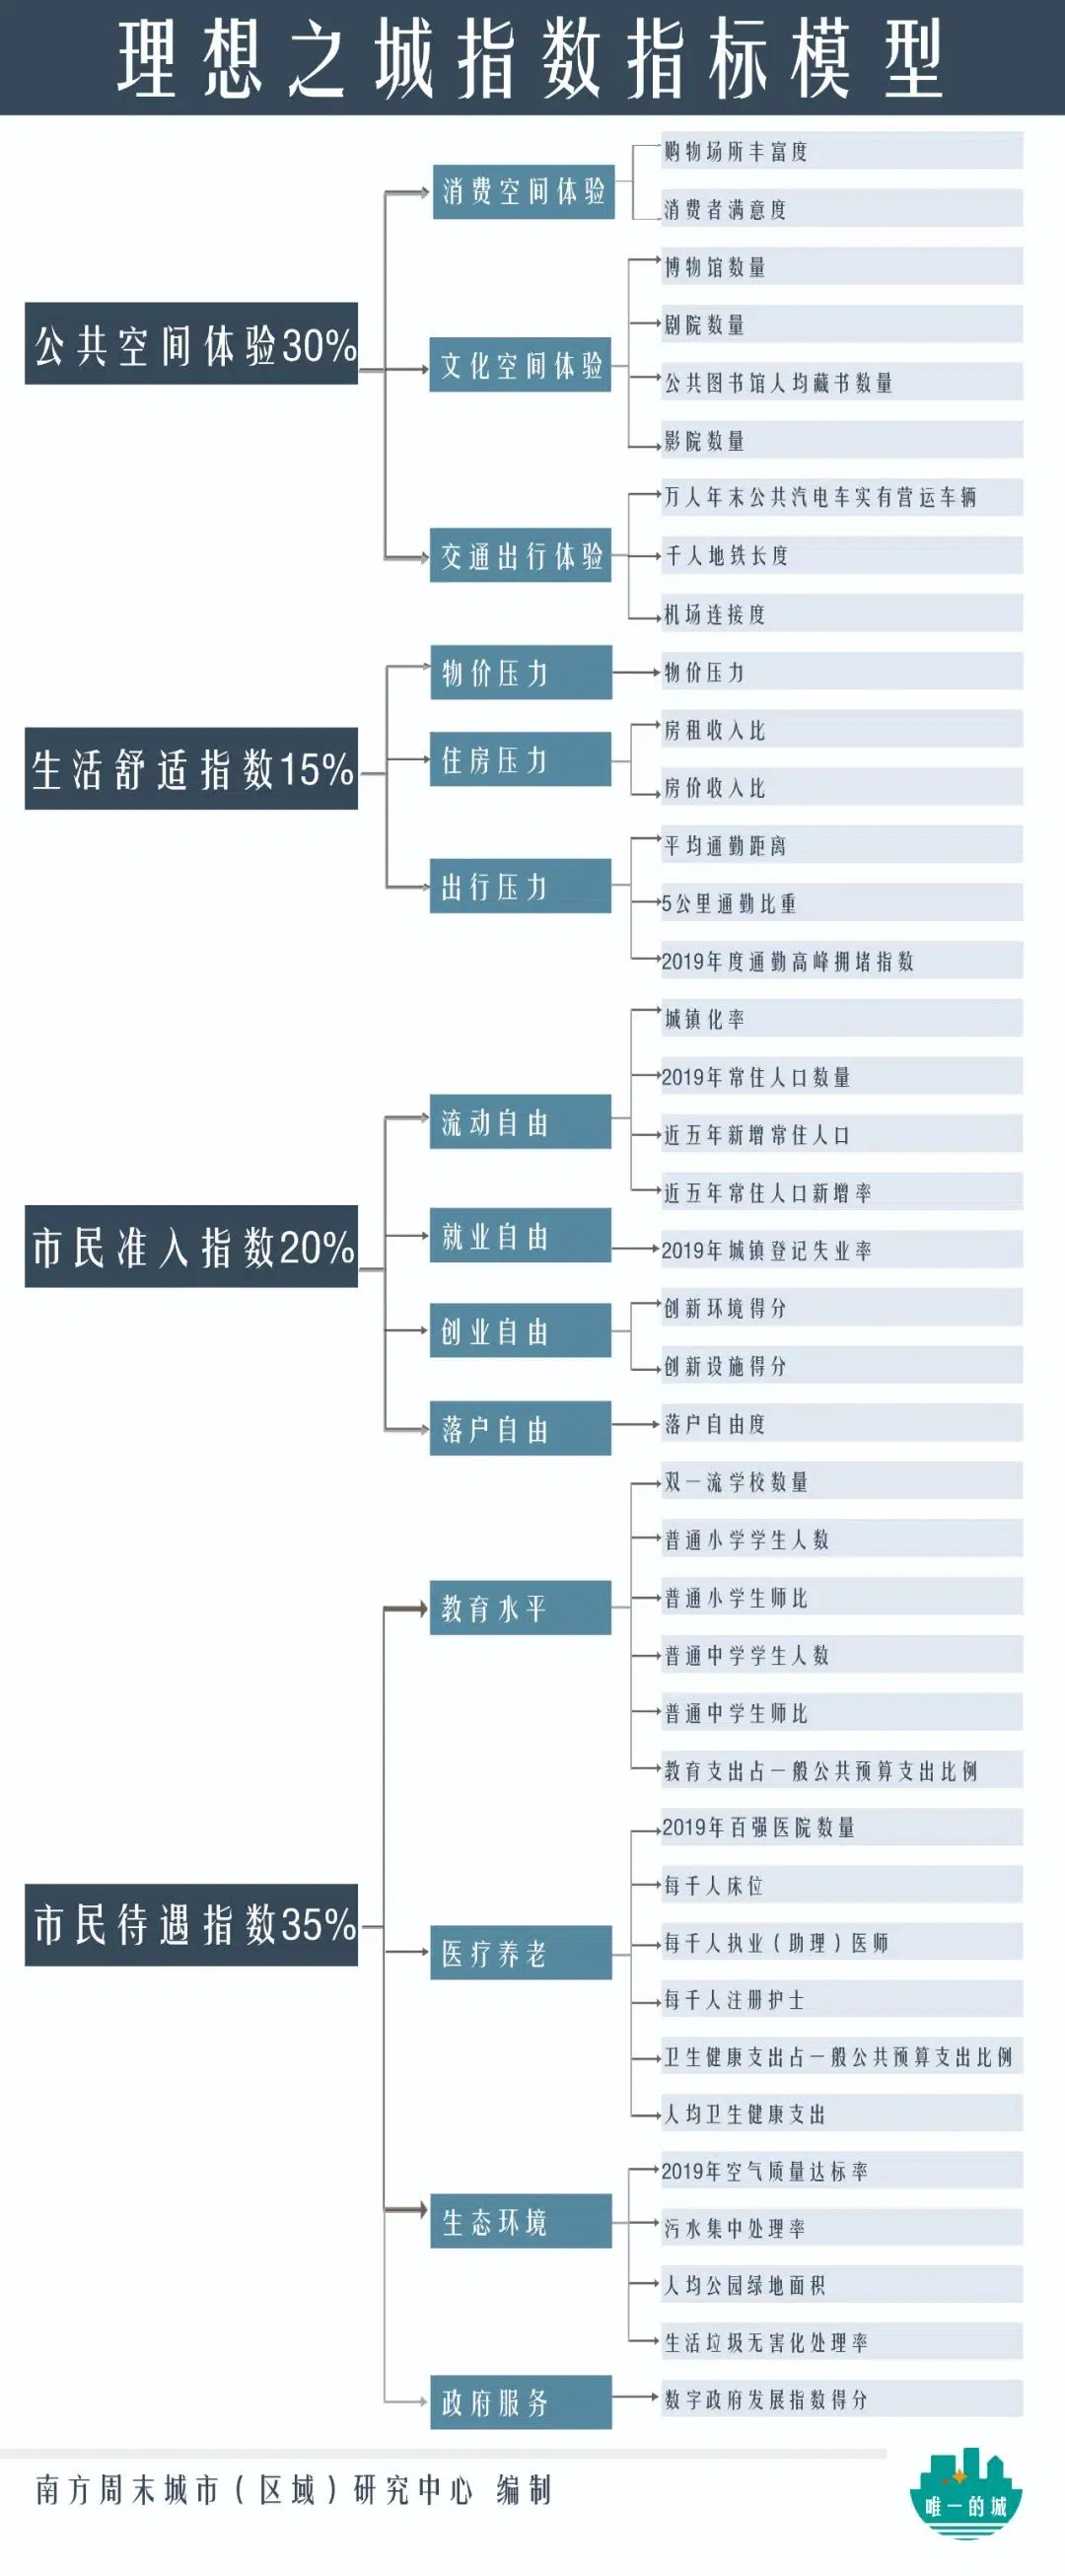 理想之城指数指标模型
公共空间体验30%
消费空间体验
购物场所丰富度
消费者满意度
文化空间体验
博物馆数量
剧院数量
公共图书馆人均藏书数量
影院数量
交通出行体验
万人年末公共汽电车实有营运车辆
千人地铁长度
机场连接度
生活舒适指数15%
物价压力
物价压力
住房压力
房租收入比
房价收入比
出行压力
平均通勤距离
5公里通勤比重
2019年度通勤高峰拥堵指数
市民准入指数20%
流动自由
城镇化率
2019年常住人口数量
近五年新增常住人口
近五年常住人口新增率
就业自由
2019年城镇登记失业率
创业自由
创新环境得分
创新设施得分
落户自由
落户自由度
市民待遇指数35%
教育水平
双一流学校数量
普通小学学生人数
普通小学生师比
普通中学学生人数
普通中学生师比
教育支出占一般公共预算支出比例
医疗养老
2019年百强医院数量
每千人床位
每千人执业（助理）医师
每千人注册护士
卫生健康支出占一般公共预算支出比例
人均卫生健康支出
生态环境
2019年空气质量达标率
污水集中处理率
人均公园绿地面积
生活垃圾无害化处理率
政府服务
数字政府发展指数得分
南方周末城市（区域）研究中心 编制
唯一的城